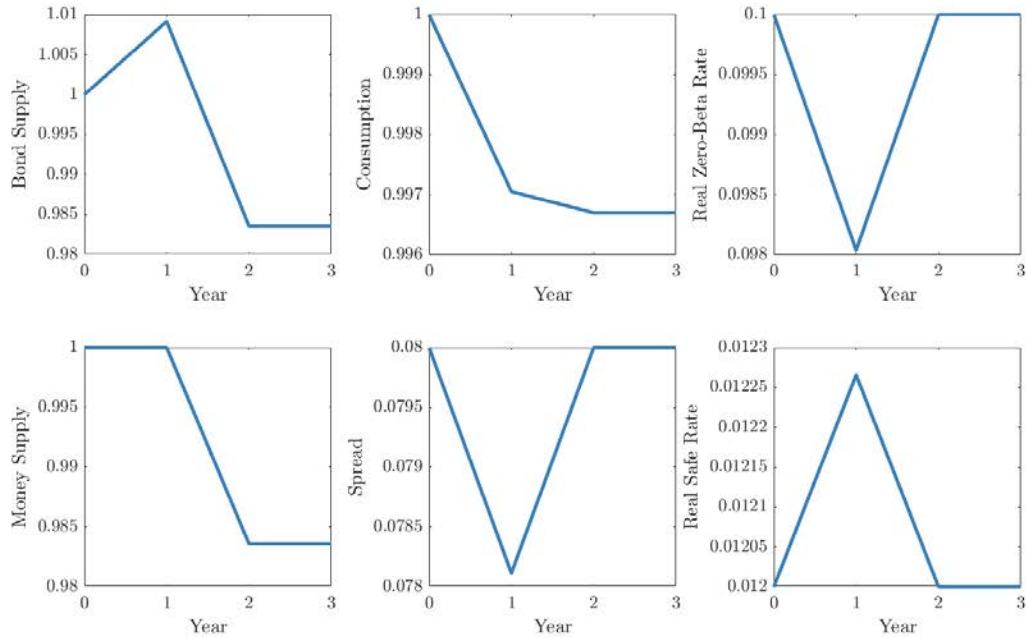 Bond Supply
1.01
1.005
1
0.995
0.99
0.985
0.98
0 1 2 3
Year
Consumption
1
0.999
0.998
0.997
0.996
0 1 2 3
Year
Real Zero-Beta Rate
0.1
0.0995
0.099
0.0985
0.098
0 1 2 3
Year
Money Supply
1
0.995
0.99
0.985
0.98
0 1 2 3
Year
Spread
0.08
0.0795
0.079
0.0785
0.078
0 1 2 3
Year
Real Safe Rate
0.0123
0.01225
0.0122
0.01215
0.0121
0.01205
0.012
0 1 2 3
Year